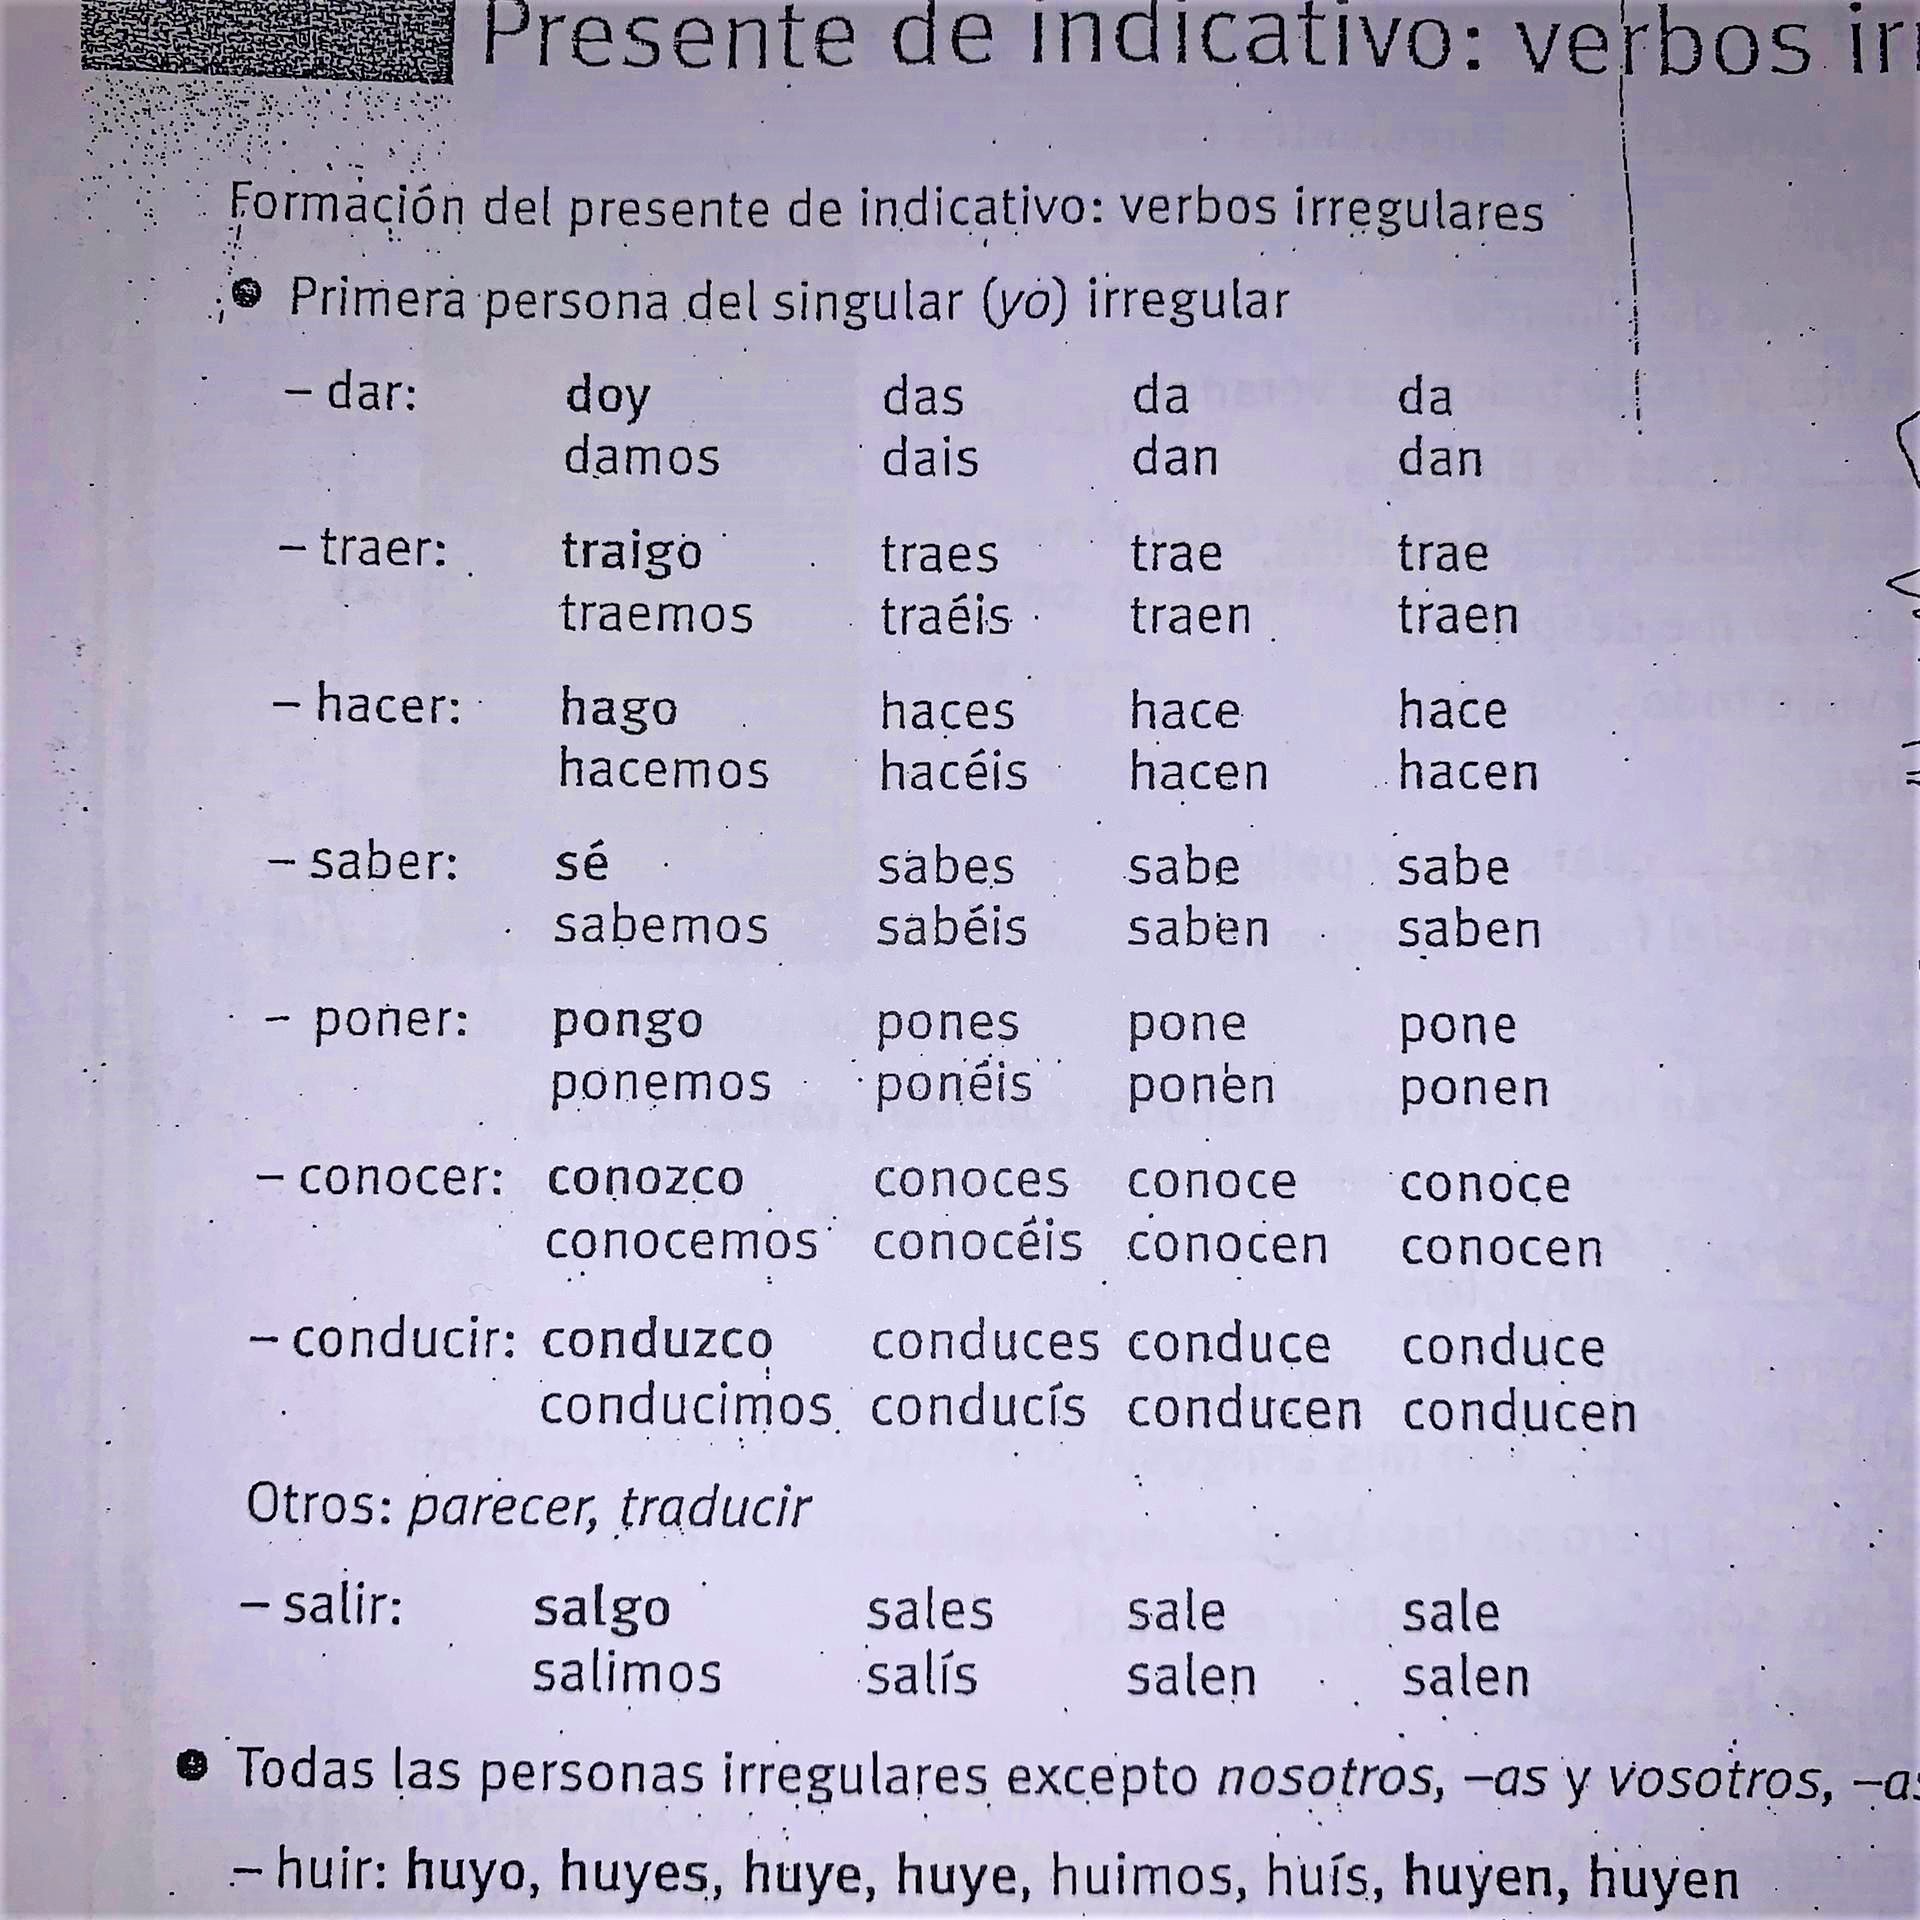 Presente de indicativo: verbos
Formación del presente de indicativo: verbos irregulares
● Primera persona del singular (yo) irregular
– dar: doy das da da
damos dais dan dan
– traer: traigo traes trae trae
traemos traéis traen traen
– hacer: hago haces hace hace
hacemos hacéis hacen hacen
– saber: sé sabes sabe sabe
sabemos sabéis saben saben
– poner: pongo pones pone pone
ponemos ponéis ponen ponen
– conocer: conozco conoces conoce conoce
conocemos conocéis conocen conocen
– conducir: conduzco conduces conduce conduce
conducimos conducís conducen conducen
Otros: parecer, traducir
– salir: salgo sales sale sale
salimos salís salen salen
● Todas las personas irregulares excepto nosotros, –as y vosotros, –as
– huir: huyo, huyes, huye, huye, huimos, huís, huyen, huyen